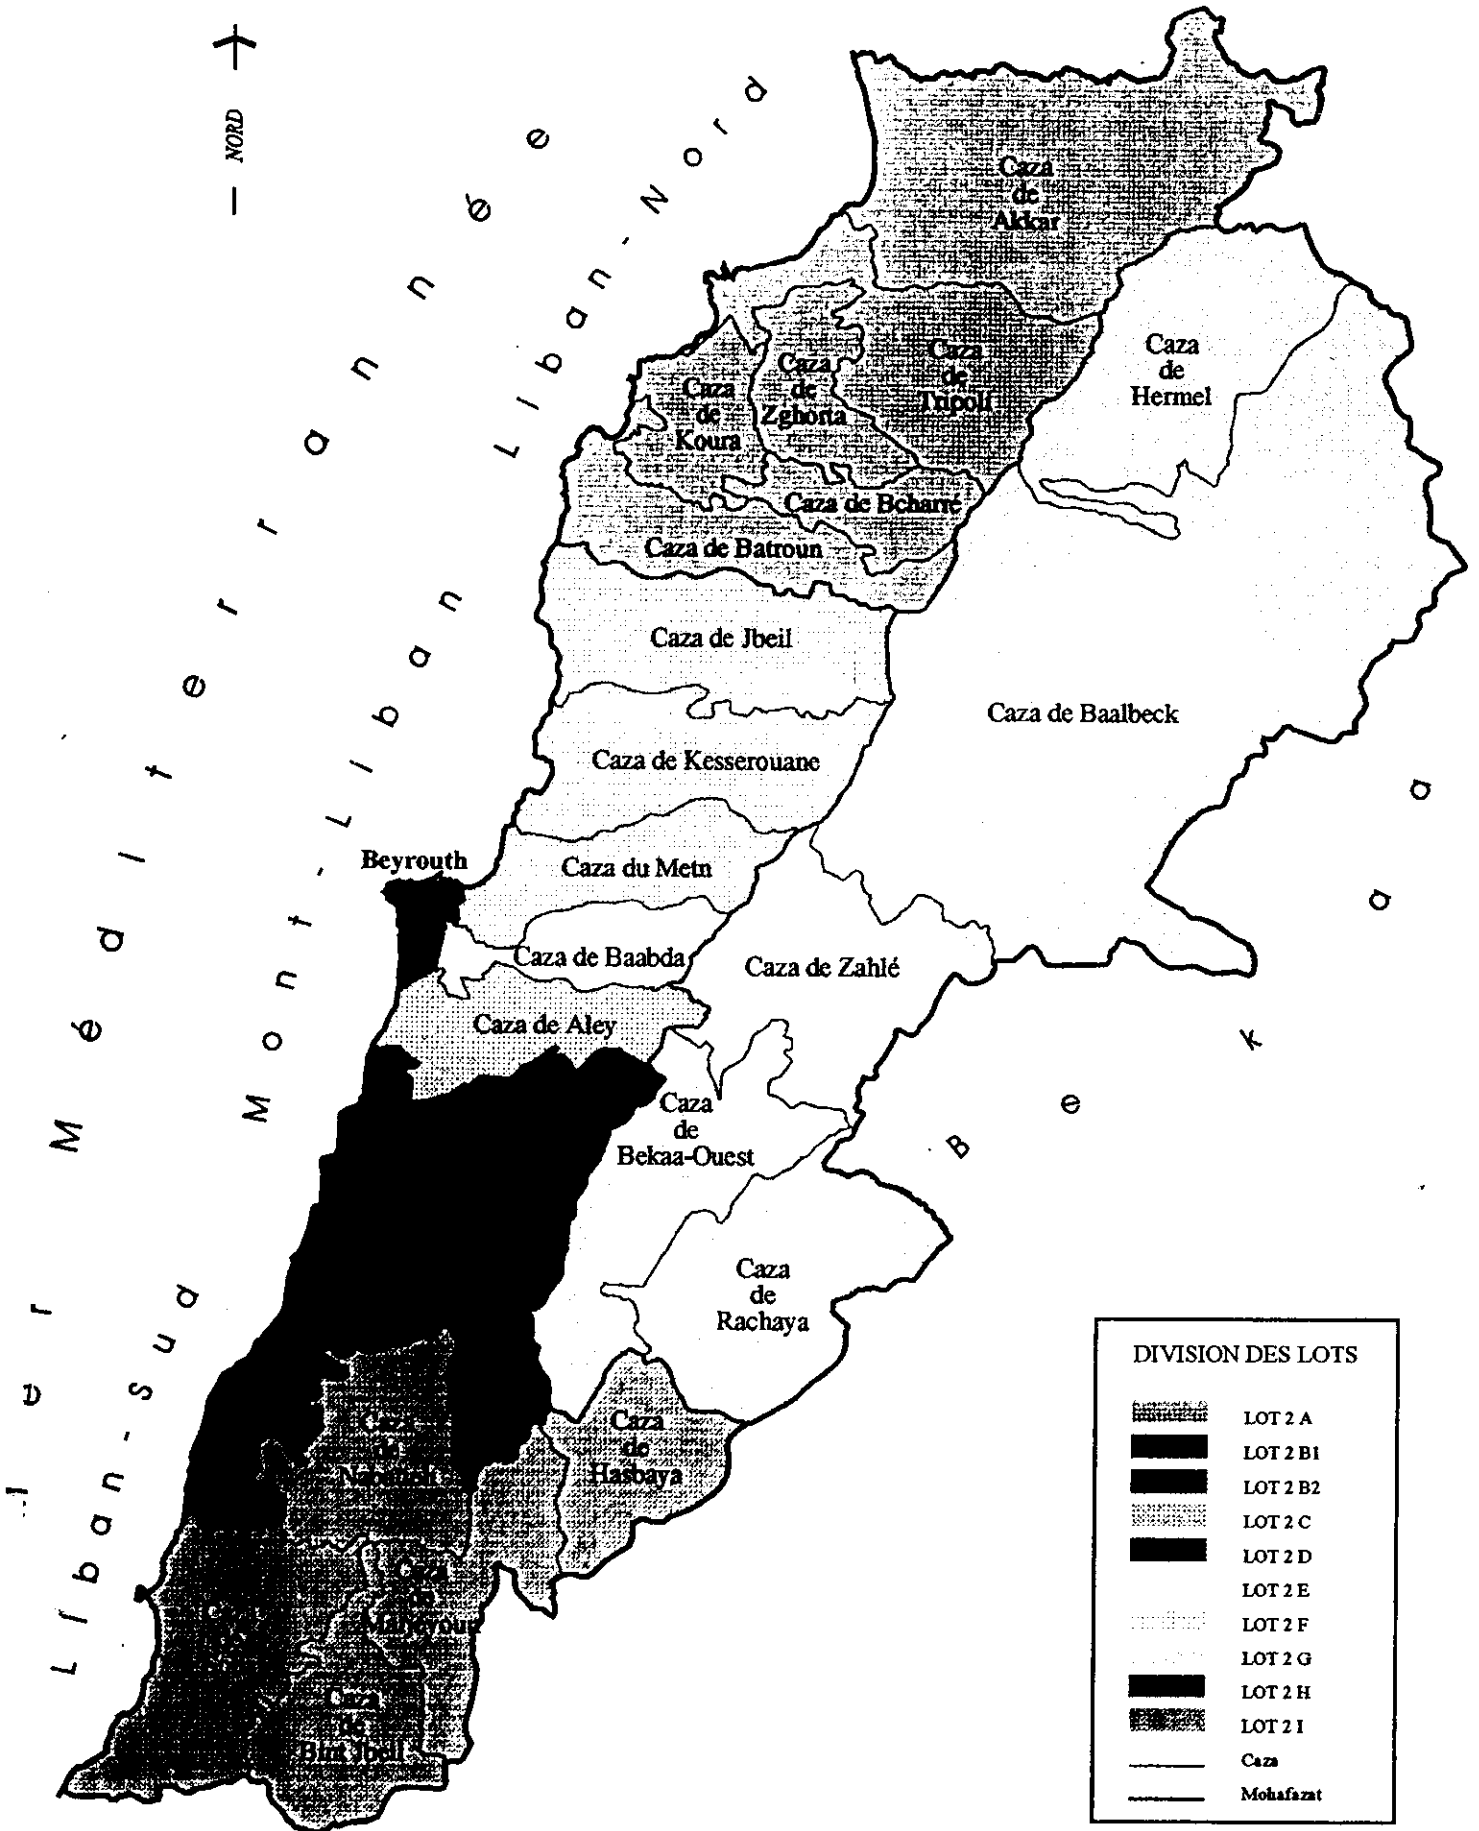 NORD
Mer Méditerrannée
Liban-Nord
Mont-Liban
Liban-Sud
Bekaa
Caza
de
Akkar
Caza
de
Hermel
Caza
de
Tripoli
Caza
de
Zghorta
Caza
de
Koura
Caza de Bcharré
Caza de Batroun
Caza de Jbeil
Caza de Baalbeck
Caza de Kesserouane
Beyrouth
Caza du Metn
Caza de Baabda
Caza de Zahlé
Caza de Aley
Caza
de
Bekaa-Ouest
Caza
de
Rachaya
Caza
de
Hasbaya
Caza
de
Nabatieh
Caza
de
Marjeyoun
Caza
de
Bint Jbeil
DIVISION DES LOTS
LOT 2 A
LOT 2 B1
LOT 2 B2
LOT 2 C
LOT 2 D
LOT 2 E
LOT 2 F
LOT 2 G
LOT 2 H
LOT 2 I
Caza
Mohafazat